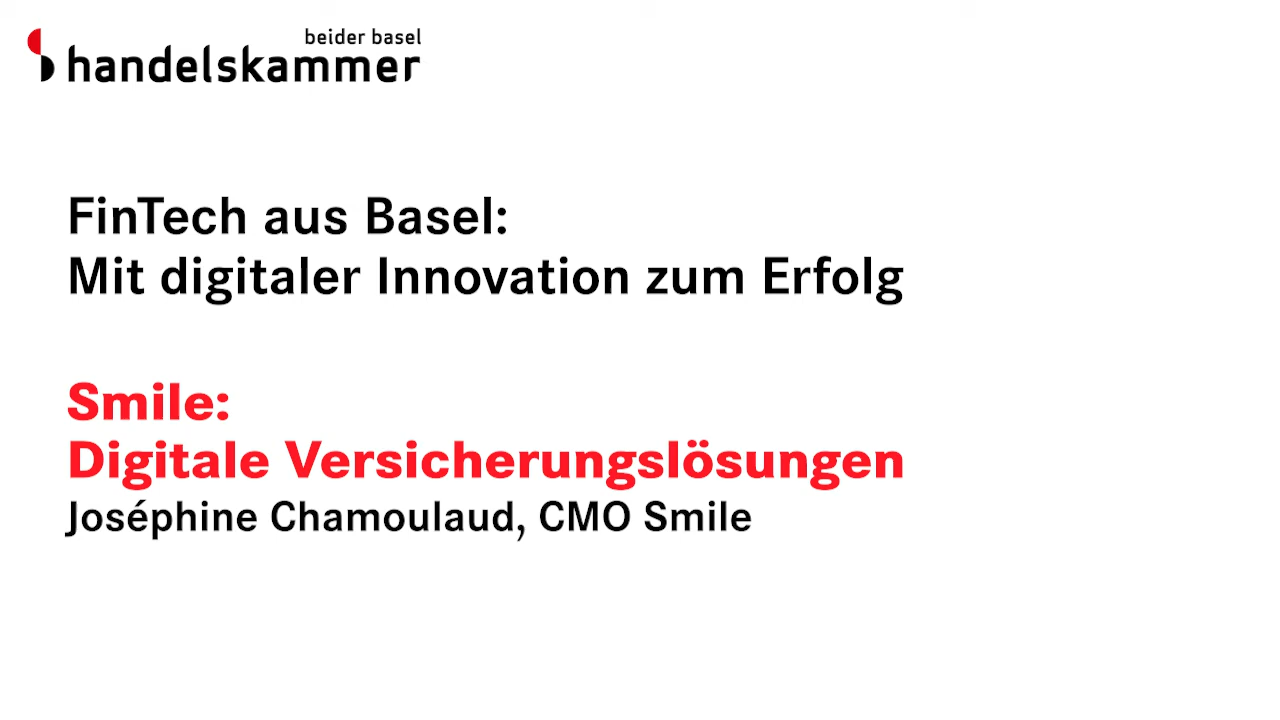 beider basel
handelskammer
FinTech aus Basel:
Mit digitaler Innovation zum Erfolg
Smile:
Digitale Versicherungslösungen
Joséphine Chamoulaud, CMO Smile